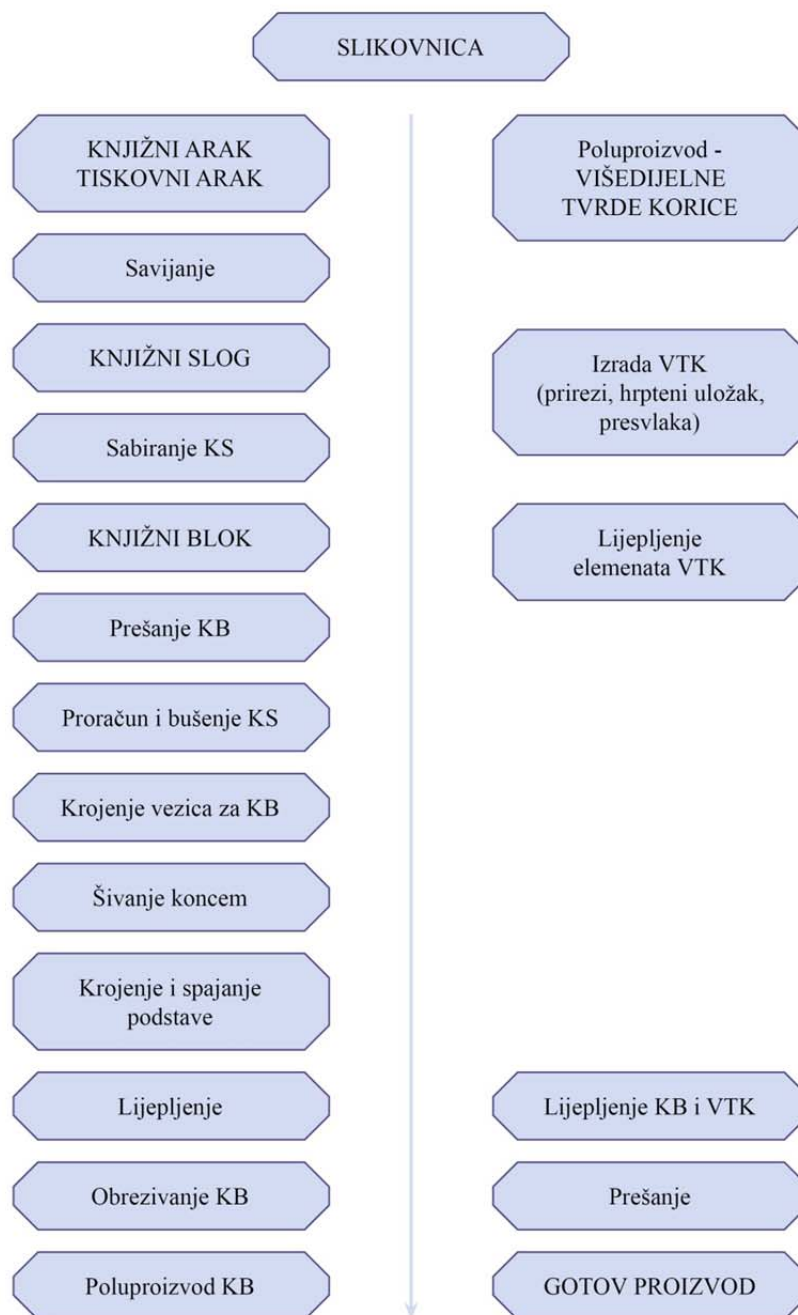 SLIKOVNICA
KNJIŽNI ARAK
TISKOVNI ARAK
Savijanje
KNJIŽNI SLOG
Sabiranje KS
KNJIŽNI BLOK
Prešanje KB
Proračun i bušenje KS
Krojenje vezica za KB
Šivanje koncem
Krojenje i spajanje
podstave
Lijepljenje
Obrezivanje KB
Poluproizvod KB
Poluproizvod -
VIŠEDIJELNE
TVRDE KORICE
Izrada VTK
(prirezi, hrpteni uložak,
presvlaka)
Lijepljenje
elemenata VTK
Lijepljenje KB i VTK
Prešanje
GOTOV PROIZVOD